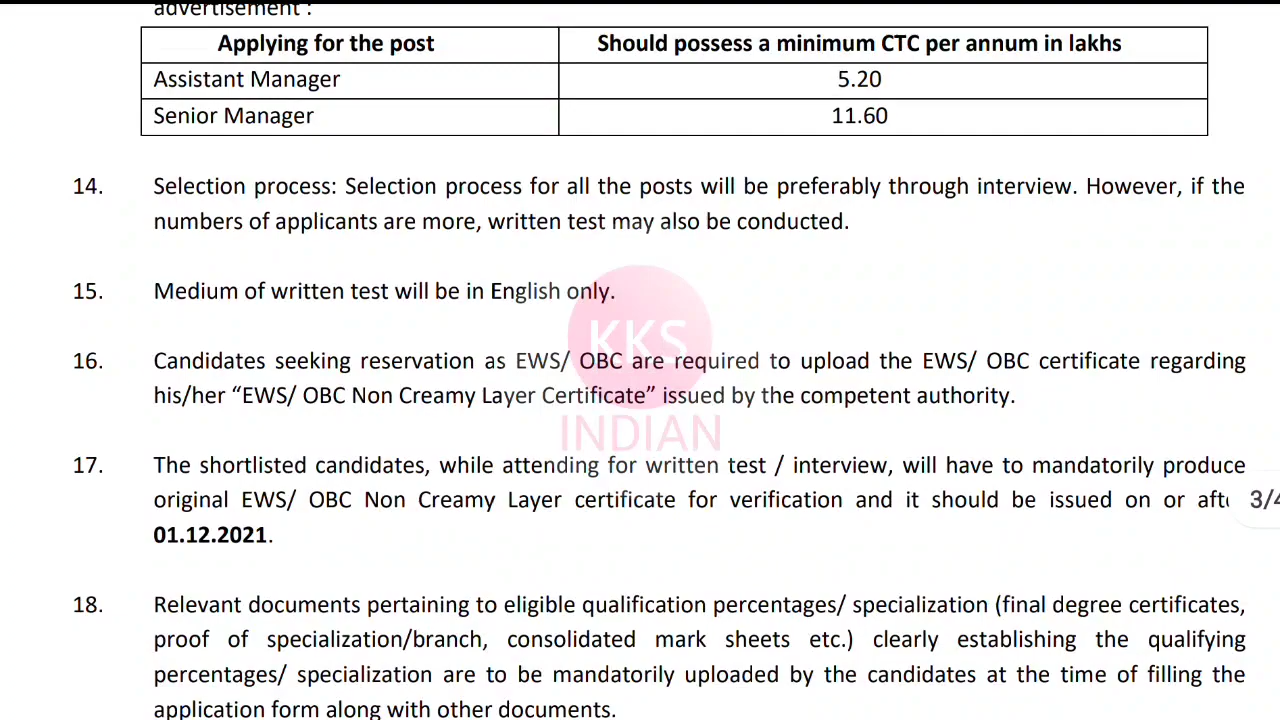 advertisement :
Applying for the post Should possess a minimum CTC per annum in lakhs
Assistant Manager 5.20
Senior Manager 11.60
14. Selection process: Selection process for all the posts will be preferably through interview. However, if the
numbers of applicants are more, written test may also be conducted.
15. Medium of written test will be in English only.
KKS
INDIAN
16. Candidates seeking reservation as EWS/ OBC are required to upload the EWS/ OBC certificate regarding
his/her “EWS/ OBC Non Creamy Layer Certificate” issued by the competent authority.
17. The shortlisted candidates, while attending for written test / interview, will have to mandatorily produce
original EWS/ OBC Non Creamy Layer certificate for verification and it should be issued on or
3/4
01.12.2021.
18. Relevant documents pertaining to eligible qualification percentages/ specialization (final degree certificates,
proof of specialization/branch, consolidated mark sheets etc.) clearly establishing the qualifying
percentages/ specialization are to be mandatorily uploaded by the candidates at the time of filling the
application form along with other documents.